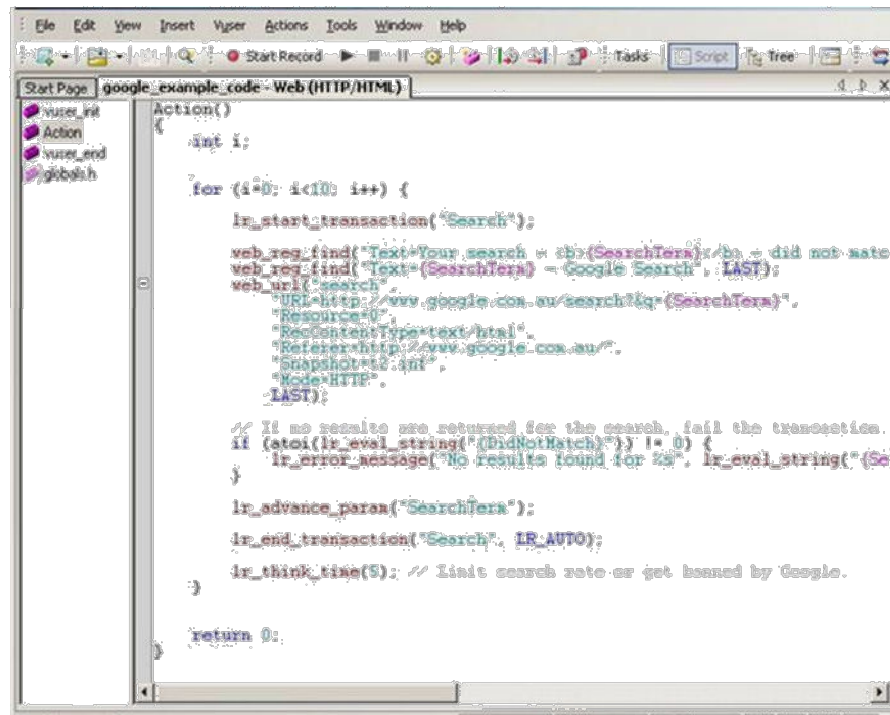 File Edit View Insert Vuser Actions Tools Window Help
Start Record Tasks Script Tree
Start Page google_example_code - Web (HTTP/HTML)
vuser_init
Action
vuser_end
globals.h
Action()
{
int i;
for (i=0; i<10; i++) {
lr_start_transaction("Search");
web_reg_find("Text=Your search - <b>{SearchTerm}</b> - did not matc
web_reg_find("Text={SearchTerm} - Google Search", LAST);
web_url("search",
"URL=http://www.google.com.au/search?&q={SearchTerm}",
"Resource=0",
"RecContentType=text/html",
"Referer=http://www.google.com.au/",
"Snapshot=t2.inf",
"Mode=HTTP",
LAST);
// If no results are returned for the search, fail the transaction.
if (atoi(lr_eval_string("{DidNotMatch}")) != 0) {
lr_error_message("No results found for %s", lr_eval_string("{Se
}
lr_advance_param("SearchTerm");
lr_end_transaction("Search", LR_AUTO);
lr_think_time(5); // Limit search rate or get banned by Google.
}
return 0;
}